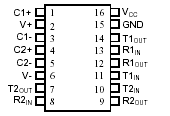 C1+ 1 16 VCC
V+ 2 15 GND
C1- 3 14 T1OUT
C2+ 4 13 R1IN
C2- 5 12 R1OUT
V- 6 11 T1IN
T2OUT 7 10 T2IN
R2IN 8 9 R2OUT